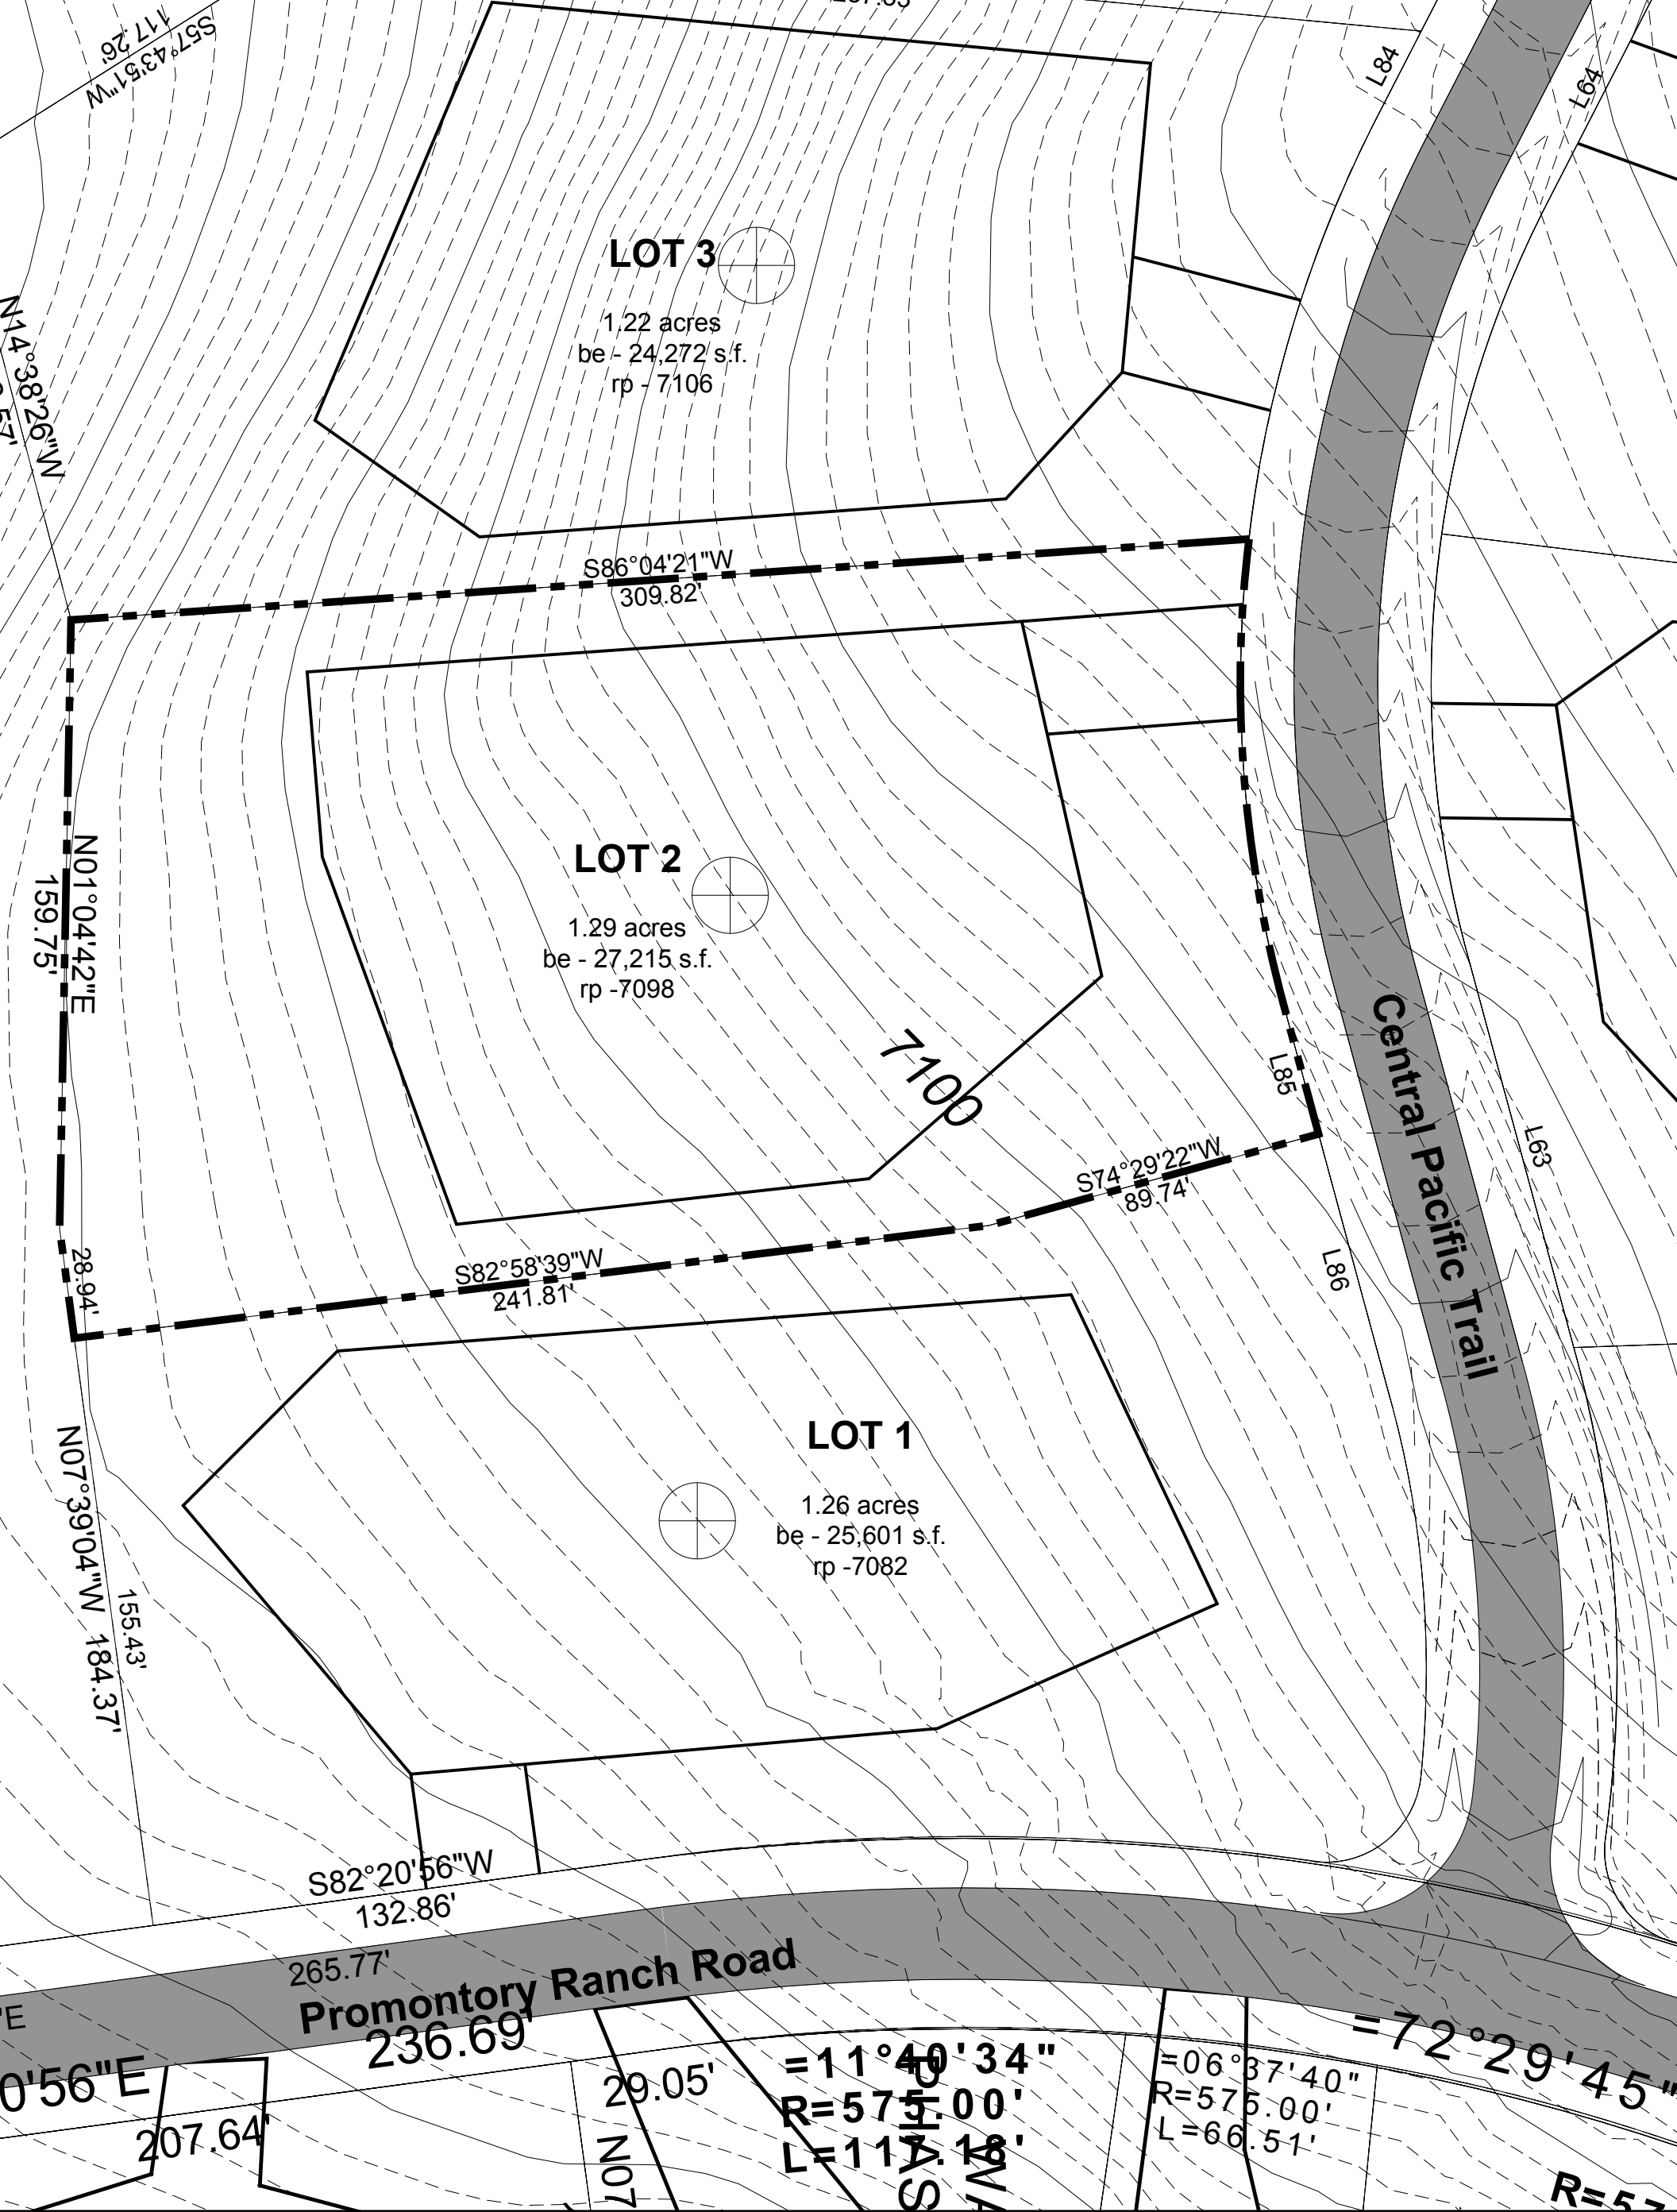 S57°43'51"W
117.26'
L84
L64
LOT 3
1.22 acres
be - 24,272 s.f.
rp - 7106
N14°38'26"W
S86°04'21"W
309.82'
LOT 2
1.29 acres
be - 27,215 s.f.
rp -7098
N01°04'42"E
159.75'
7100
L85
Central Pacific Trail
L63
S74°29'22"W
89.74'
28.94'
S82°58'39"W
241.81'
L86
LOT 1
1.26 acres
be - 25,601 s.f.
rp -7082
N07°39'04"W 184.37'
155.43'
S82°20'56"W
132.86'
265.77'
Promontory Ranch Road
236.69'
"E
0'56"E
207.64'
29.05'
N07
=11°40'34"
R=575.00'
L=117.18'
=06°37'40"
R=575.00'
L=66.51'
=72°29'45"
R=57